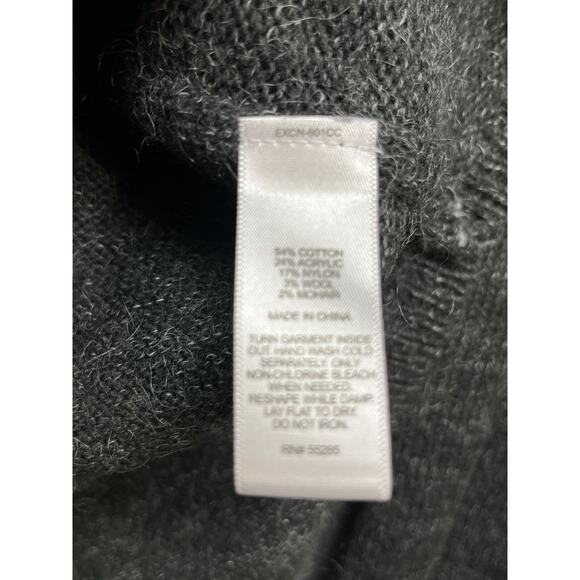 EXCN-601CC
54% COTTON
24% ACRYLIC
17% NYLON
3% WOOL
2% MOHAIR
MADE IN CHINA
TURN GARMENT INSIDE
OUT. HAND WASH COLD
SEPARATELY. ONLY
NON-CHLORINE BLEACH
WHEN NEEDED.
RESHAPE WHILE DAMP.
LAY FLAT TO DRY.
DO NOT IRON.
RN# 55285